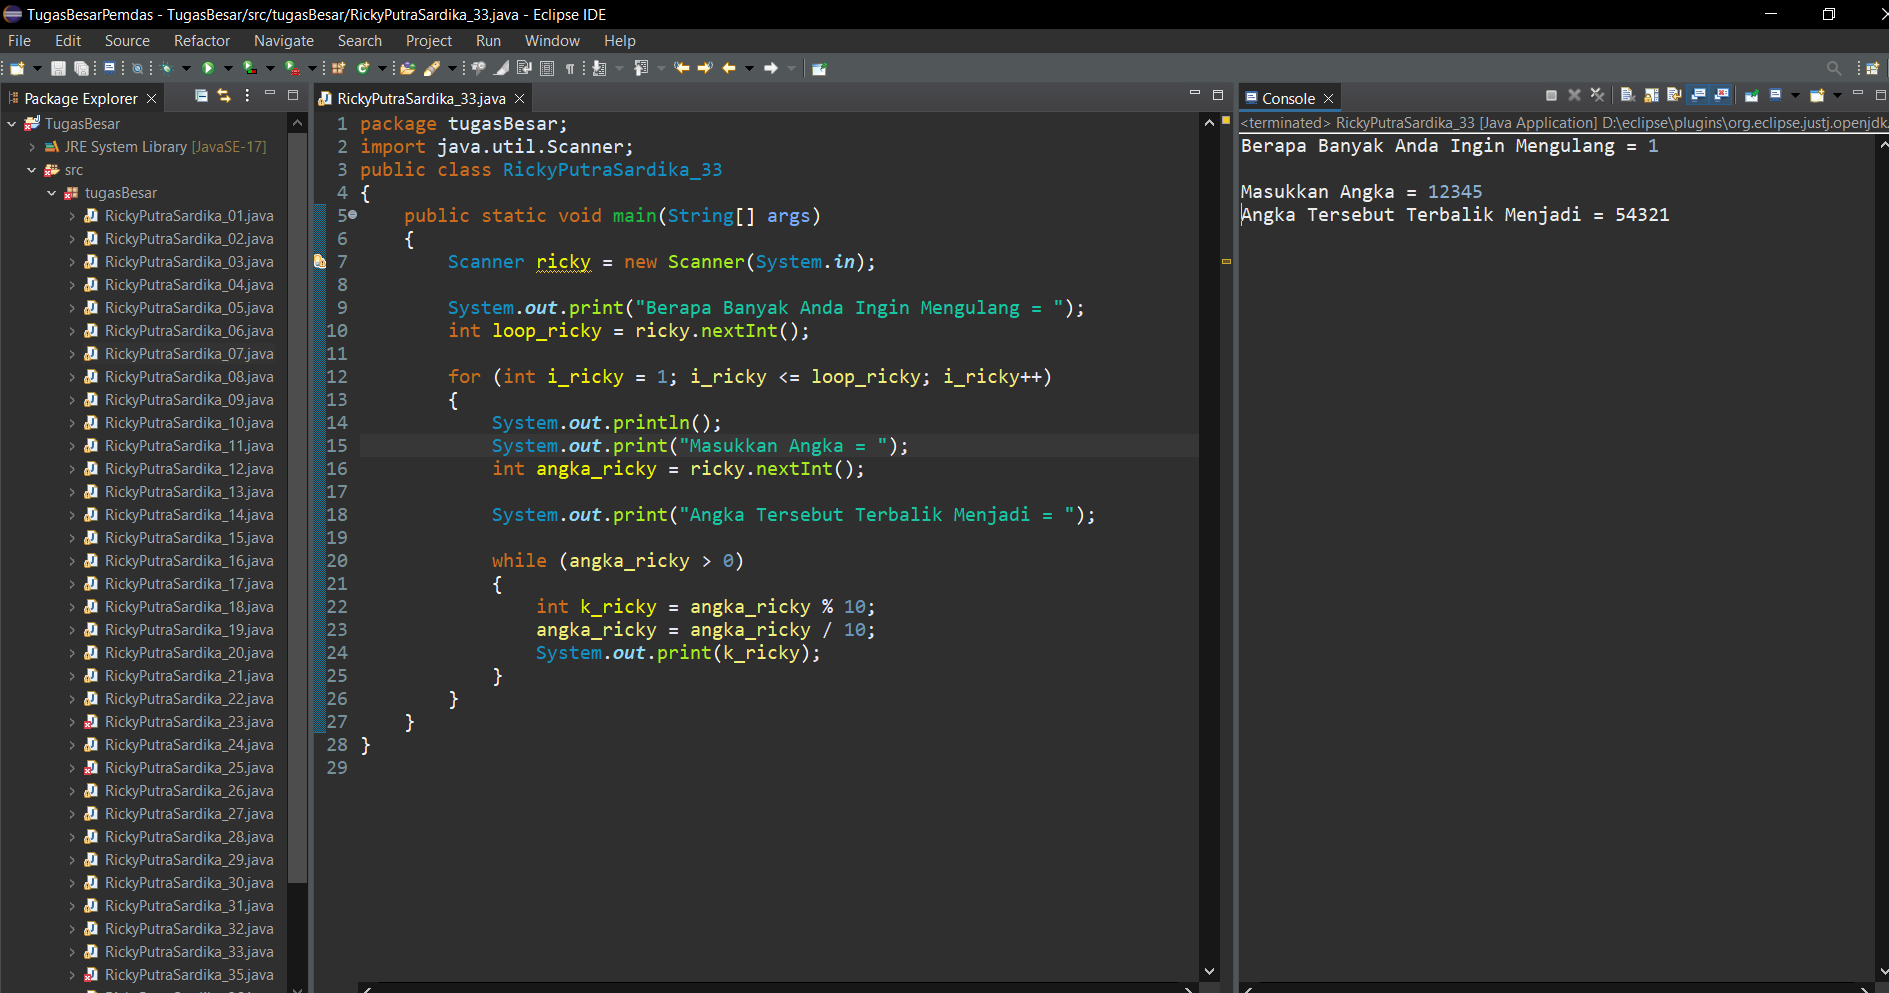 TugasBesarPemdas - TugasBesar/src/tugasBesar/RickyPutraSardika_33.java - Eclipse IDE
File Edit Source Refactor Navigate Search Project Run Window Help
Package Explorer
TugasBesar
JRE System Library [JavaSE-17]
src
tugasBesar
RickyPutraSardika_01.java
RickyPutraSardika_02.java
RickyPutraSardika_03.java
RickyPutraSardika_04.java
RickyPutraSardika_05.java
RickyPutraSardika_06.java
RickyPutraSardika_07.java
RickyPutraSardika_08.java
RickyPutraSardika_09.java
RickyPutraSardika_10.java
RickyPutraSardika_11.java
RickyPutraSardika_12.java
RickyPutraSardika_13.java
RickyPutraSardika_14.java
RickyPutraSardika_15.java
RickyPutraSardika_16.java
RickyPutraSardika_17.java
RickyPutraSardika_18.java
RickyPutraSardika_19.java
RickyPutraSardika_20.java
RickyPutraSardika_21.java
RickyPutraSardika_22.java
RickyPutraSardika_23.java
RickyPutraSardika_24.java
RickyPutraSardika_25.java
RickyPutraSardika_26.java
RickyPutraSardika_27.java
RickyPutraSardika_28.java
RickyPutraSardika_29.java
RickyPutraSardika_30.java
RickyPutraSardika_31.java
RickyPutraSardika_32.java
RickyPutraSardika_33.java
RickyPutraSardika_35.java
RickyPutraSardika_33.java
1 package tugasBesar;
2 import java.util.Scanner;
3 public class RickyPutraSardika_33
4 {
5 public static void main(String[] args)
6 {
7 Scanner ricky = new Scanner(System.in);
8
9 System.out.print("Berapa Banyak Anda Ingin Mengulang = ");
10 int loop_ricky = ricky.nextInt();
11
12 for (int i_ricky = 1; i_ricky <= loop_ricky; i_ricky++)
13 {
14 System.out.println();
15 System.out.print("Masukkan Angka = ");
16 int angka_ricky = ricky.nextInt();
17
18 System.out.print("Angka Tersebut Terbalik Menjadi = ");
19
20 while (angka_ricky > 0)
21 {
22 int k_ricky = angka_ricky % 10;
23 angka_ricky = angka_ricky / 10;
24 System.out.print(k_ricky);
25 }
26 }
27 }
28 }
29
Console
<terminated> RickyPutraSardika_33 [Java Application] D:\eclipse\plugins\org.eclipse.justj.openjdk.
Berapa Banyak Anda Ingin Mengulang = 1
Masukkan Angka = 12345
Angka Tersebut Terbalik Menjadi = 54321